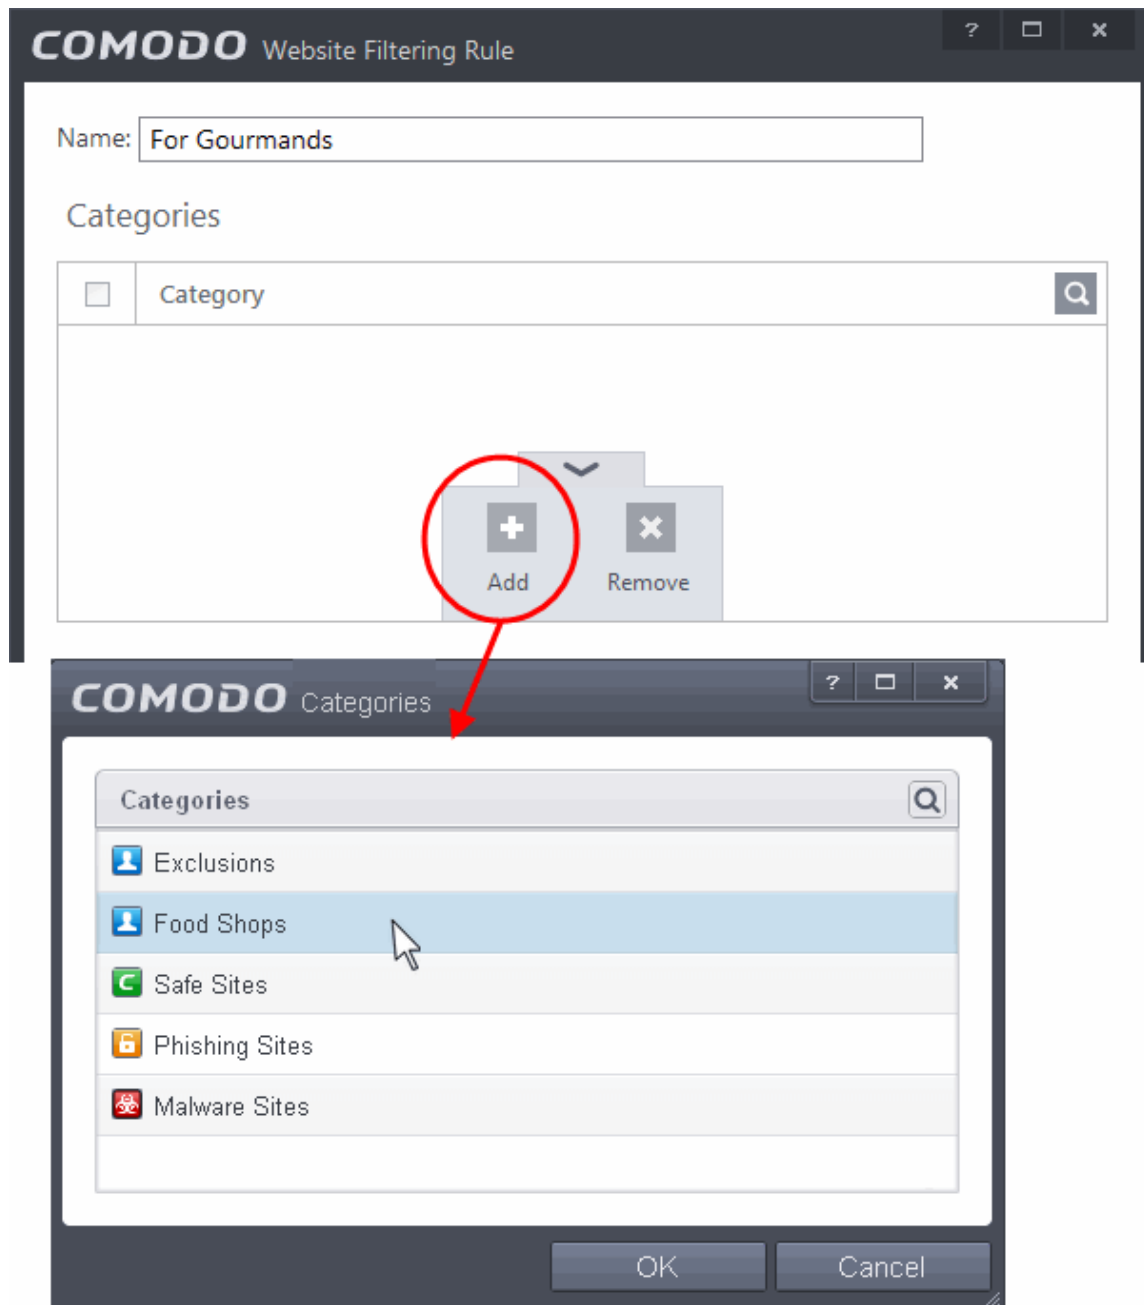 COMODO Website Filtering Rule
Name: For Gourmands
Categories
Category
Add Remove
COMODO Categories
Categories
Exclusions
Food Shops
Safe Sites
Phishing Sites
Malware Sites
OK Cancel